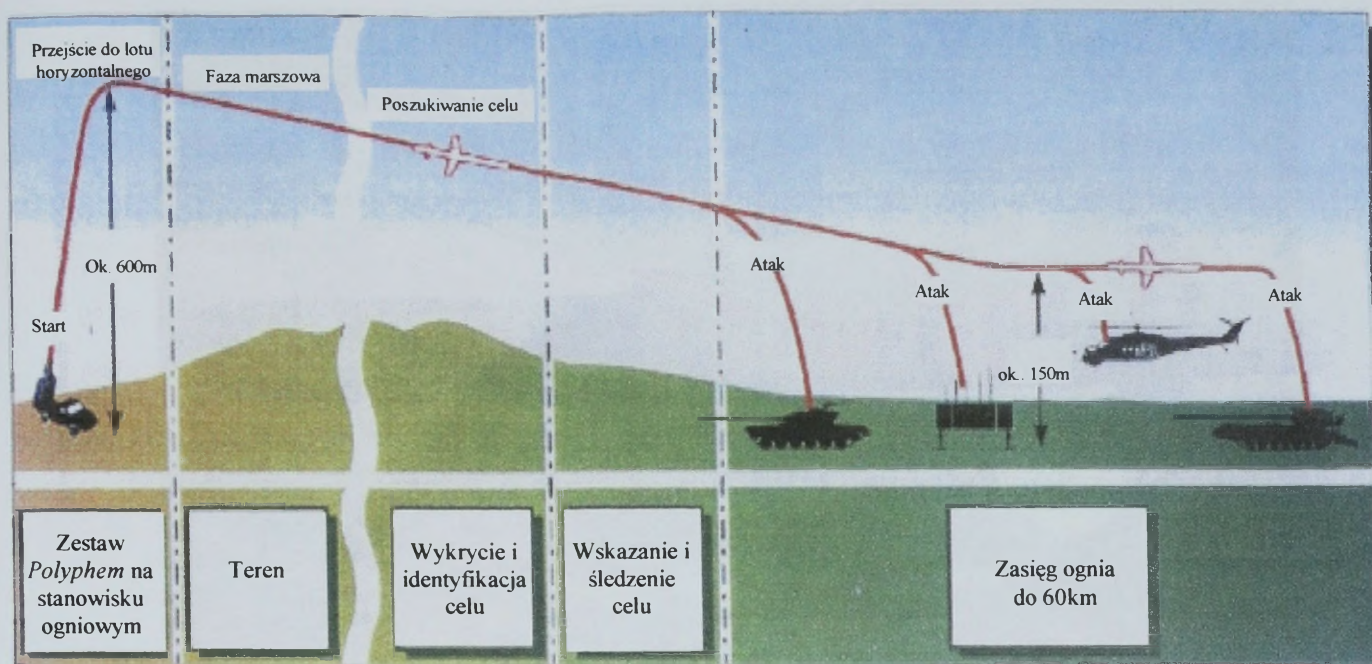 Przejście do lotu
horyzontalnego
Faza marszowa
Poszukiwanie celu
Ok. 600m
Start
Atak
Atak
Atak
Atak
ok.. 150m
Zestaw
Polyphem na
stanowisku
ogniowym
Teren
Wykrycie i
identyfikacja
celu
Wskazanie i
śledzenie
celu
Zasięg ognia
do 60km